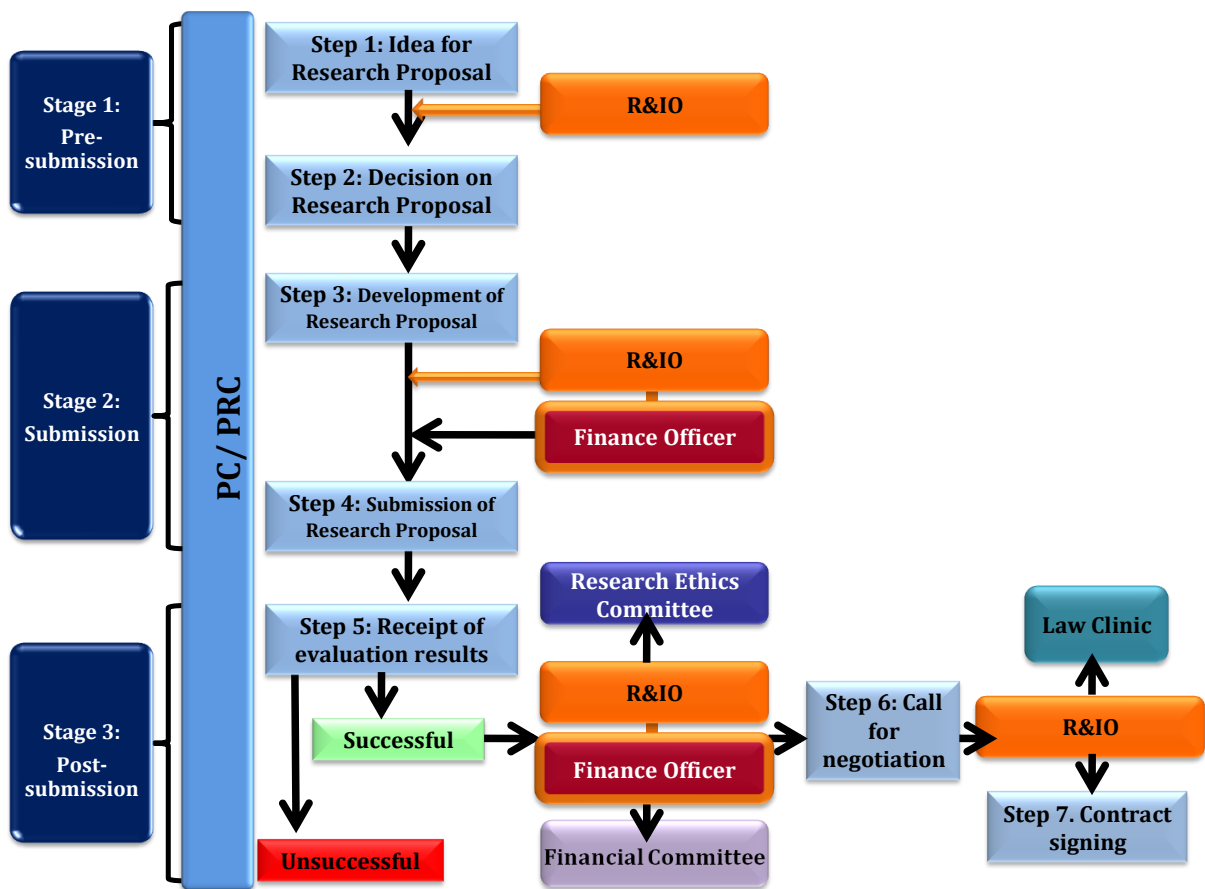 Stage 1:
Pre-
submission
Stage 2:
Submission
Stage 3:
Post-
submission
PC/ PRC
Step 1: Idea for
Research Proposal
R&IO
Step 2: Decision on
Research Proposal
Step 3: Development of
Research Proposal
R&IO
Finance Officer
Step 4: Submission of
Research Proposal
Step 5: Receipt of
evaluation results
Successful
Unsuccessful
Research Ethics
Committee
R&IO
Finance Officer
Financial Committee
Step 6: Call
for
negotiation
Law Clinic
R&IO
Step 7. Contract
signing